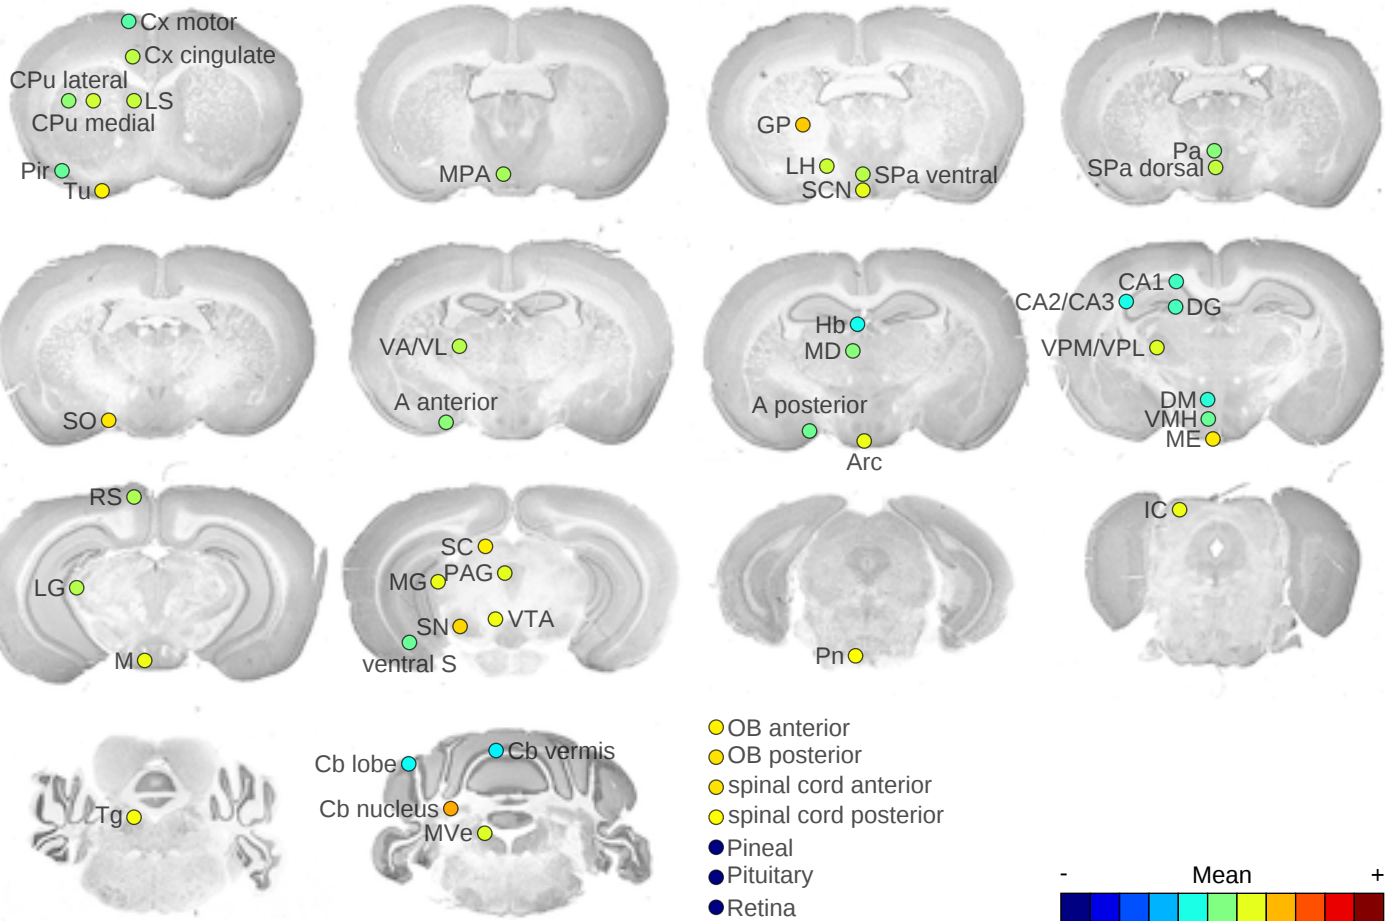 Cx motor
Cx cingulate
CPu lateral
LS
CPu medial
Pir
Tu
MPA
GP
LH
SPa ventral
SCN
Pa
SPa dorsal
SO
VA/VL
A anterior
Hb
MD
A posterior
Arc
CA1
CA2/CA3
DG
VPM/VPL
DM
VMH
ME
RS
LG
M
SC
PAG
MG
VTA
SN
ventral S
Pn
IC
Tg
Cb lobe
Cb vermis
Cb nucleus
MVe
OB anterior
OB posterior
spinal cord anterior
spinal cord posterior
Pineal
Pituitary
Retina
- Mean +